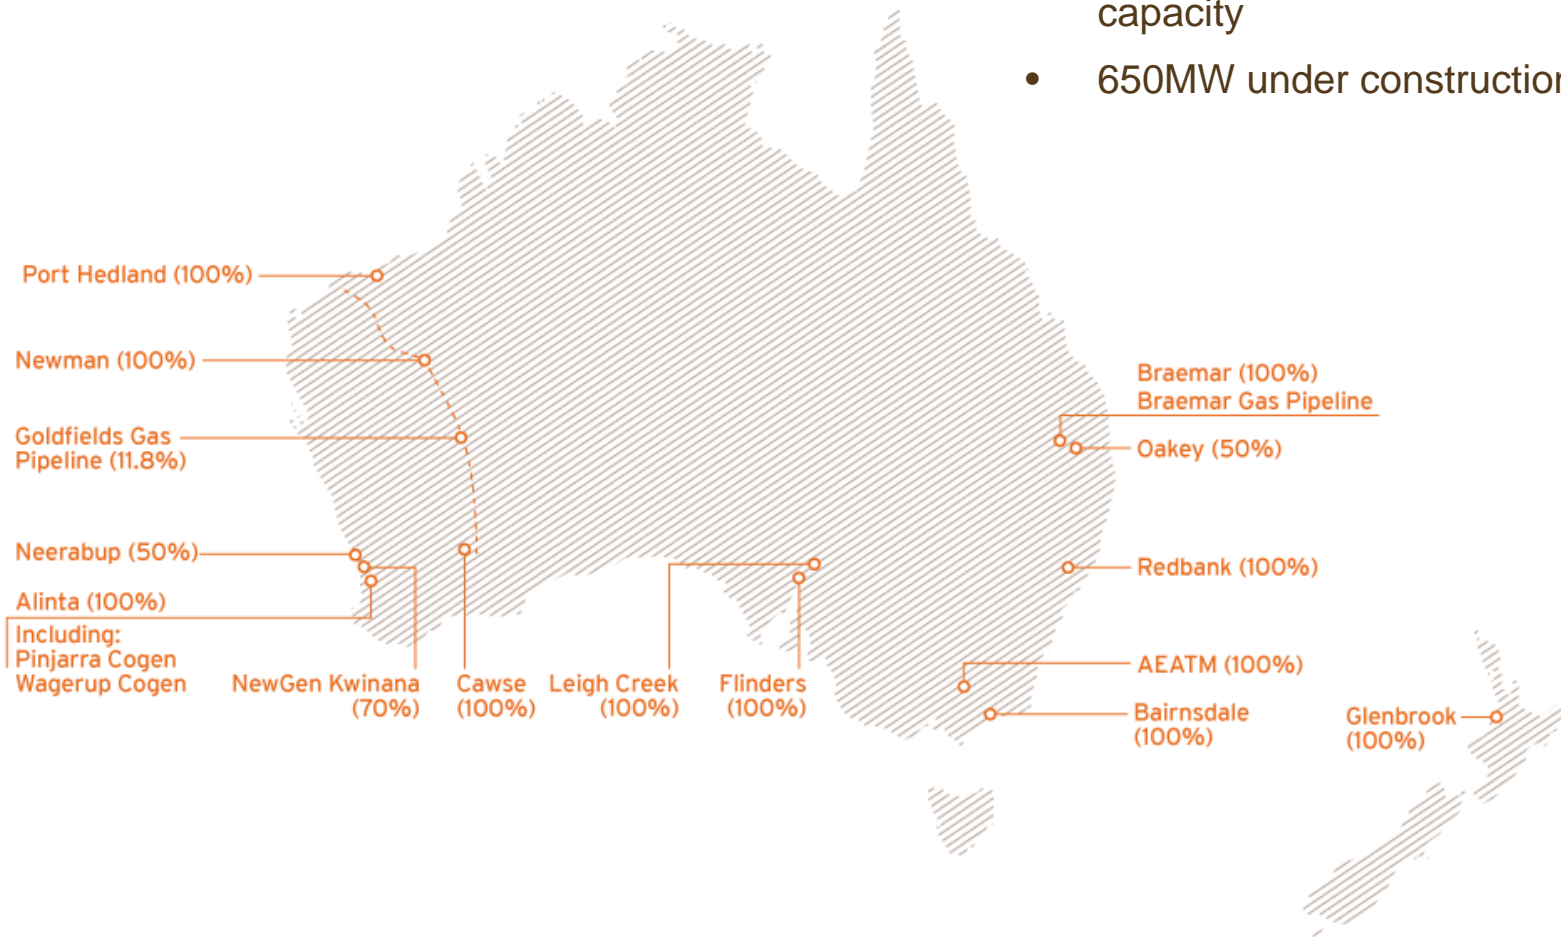 capacity
• 650MW under construction
Port Hedland (100%)
Newman (100%)
Goldfields Gas
Pipeline (11.8%)
Neerabup (50%)
Alinta (100%)
Including:
Pinjarra Cogen
Wagerup Cogen
NewGen Kwinana
(70%)
Cawse
(100%)
Leigh Creek
(100%)
Flinders
(100%)
Braemar (100%)
Braemar Gas Pipeline
Oakey (50%)
Redbank (100%)
AEATM (100%)
Bairnsdale
(100%)
Glenbrook
(100%)